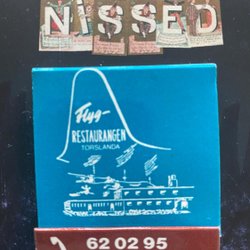 NiSSED
Flyg-
RESTAURANGEN
TORSLANDA
62 02 95